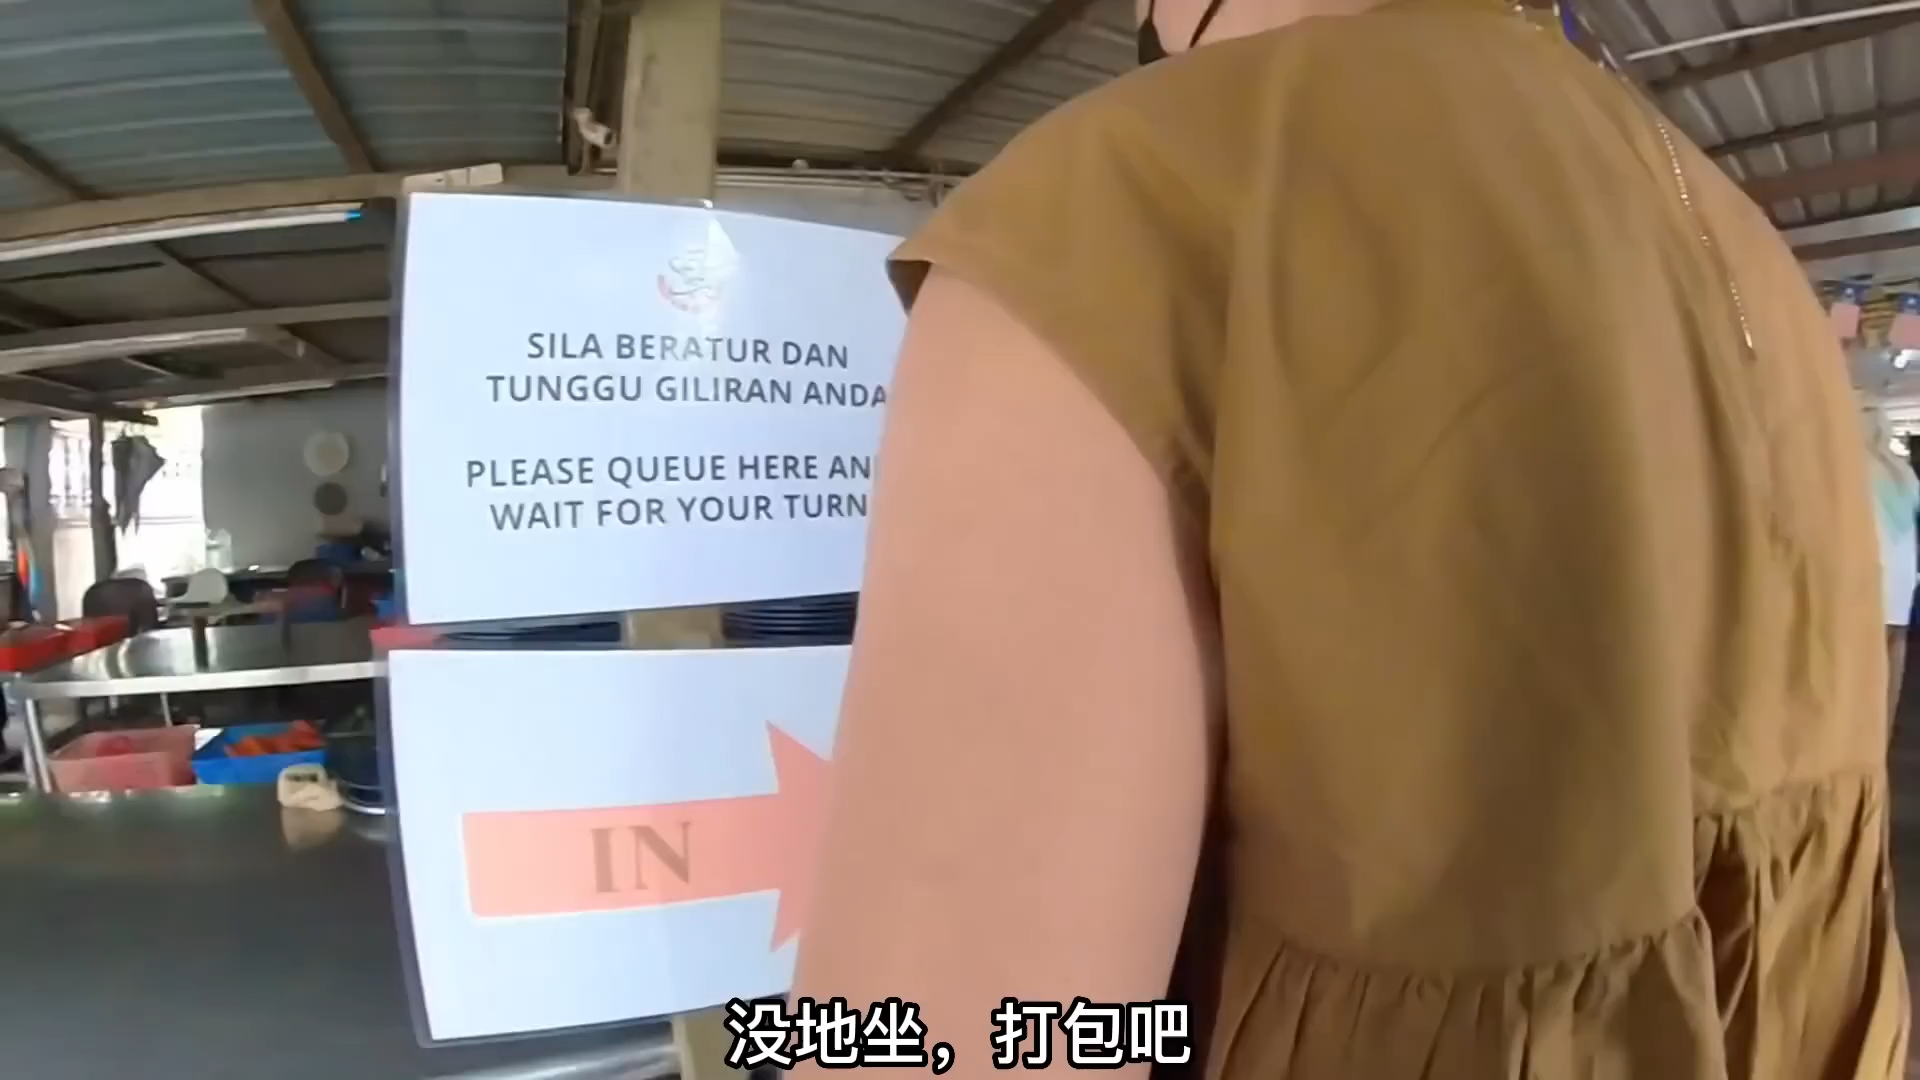 SILA BERATUR DAN
TUNGGU GILIRAN ANDA
PLEASE QUEUE HERE
WAIT FOR YOUR TURN
IN
没地坐，打包吧